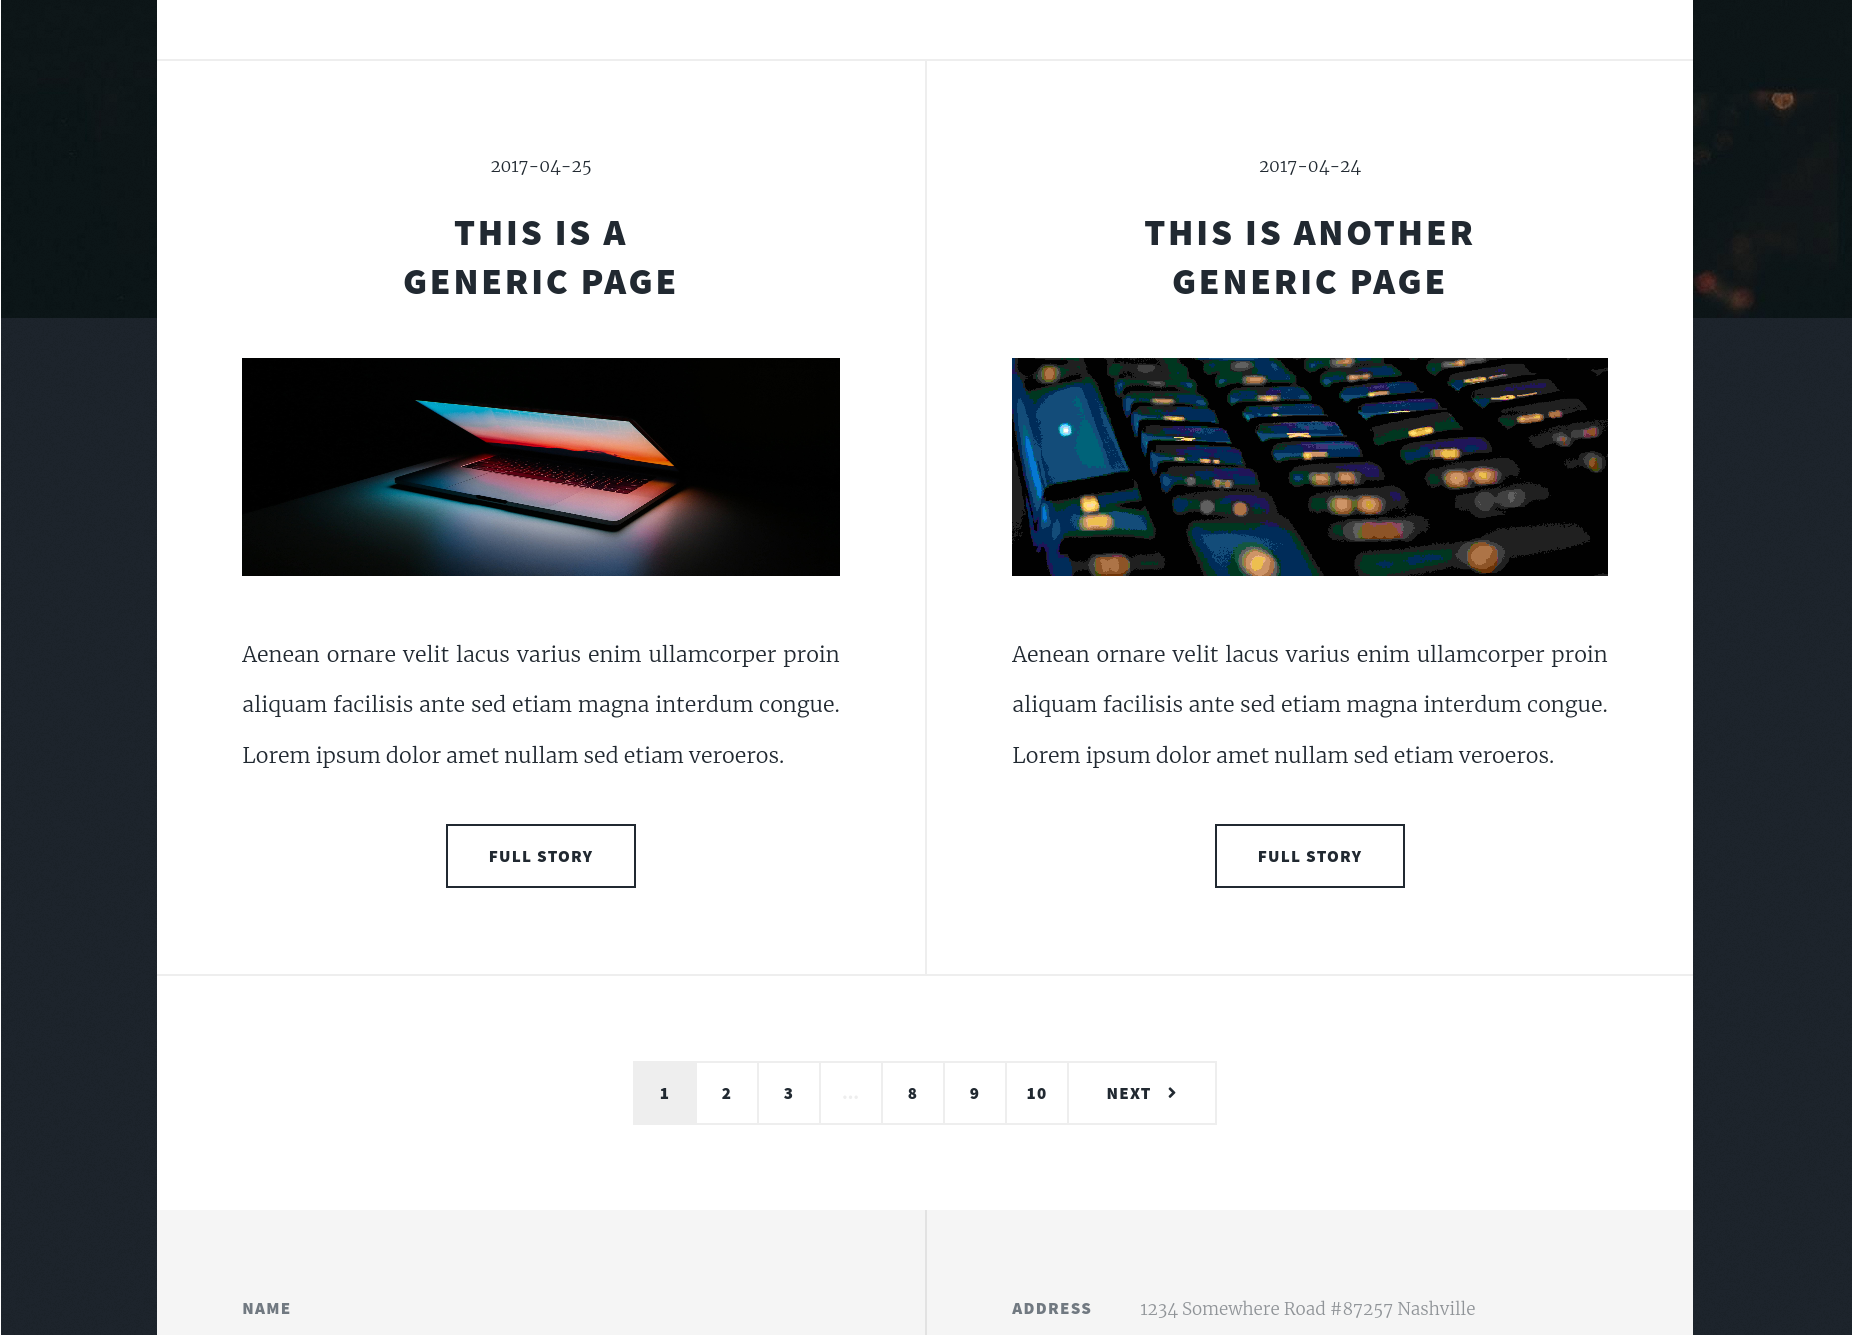 2017-04-25
THIS IS A
GENERIC PAGE
Aenean ornare velit lacus varius enim ullamcorper proin
aliquam facilisis ante sed etiam magna interdum congue.
Lorem ipsum dolor amet nullam sed etiam veroeros.
FULL STORY
2017-04-24
THIS IS ANOTHER
GENERIC PAGE
Aenean ornare velit lacus varius enim ullamcorper proin
aliquam facilisis ante sed etiam magna interdum congue.
Lorem ipsum dolor amet nullam sed etiam veroeros.
FULL STORY
1 2 3 ... 8 9 10 NEXT >
NAME
ADDRESS 1234 Somewhere Road #87257 Nashville